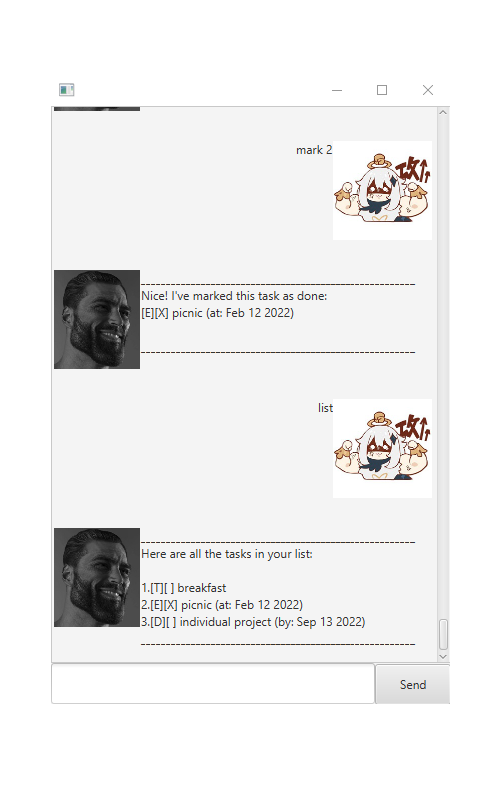 mark 2
攻
Nice! I've marked this task as done:
[E][X] picnic (at: Feb 12 2022)
list
攻
Here are all the tasks in your list:
1.[T][ ] breakfast
2.[E][X] picnic (at: Feb 12 2022)
3.[D][ ] individual project (by: Sep 13 2022)
Send